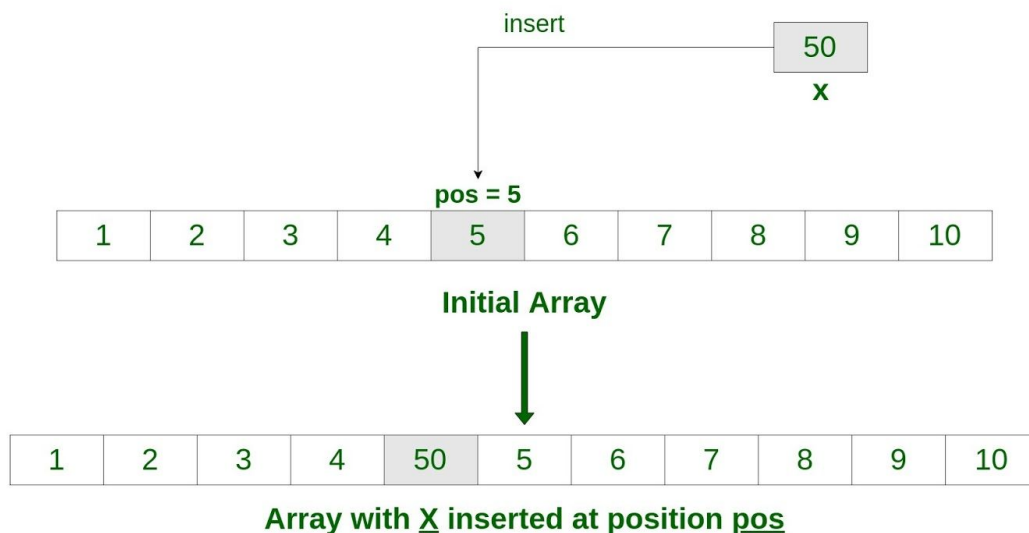 insert
50
x
pos = 5
1 2 3 4 5 6 7 8 9 10
Initial Array
1 2 3 4 50 5 6 7 8 9 10
Array with X inserted at position pos